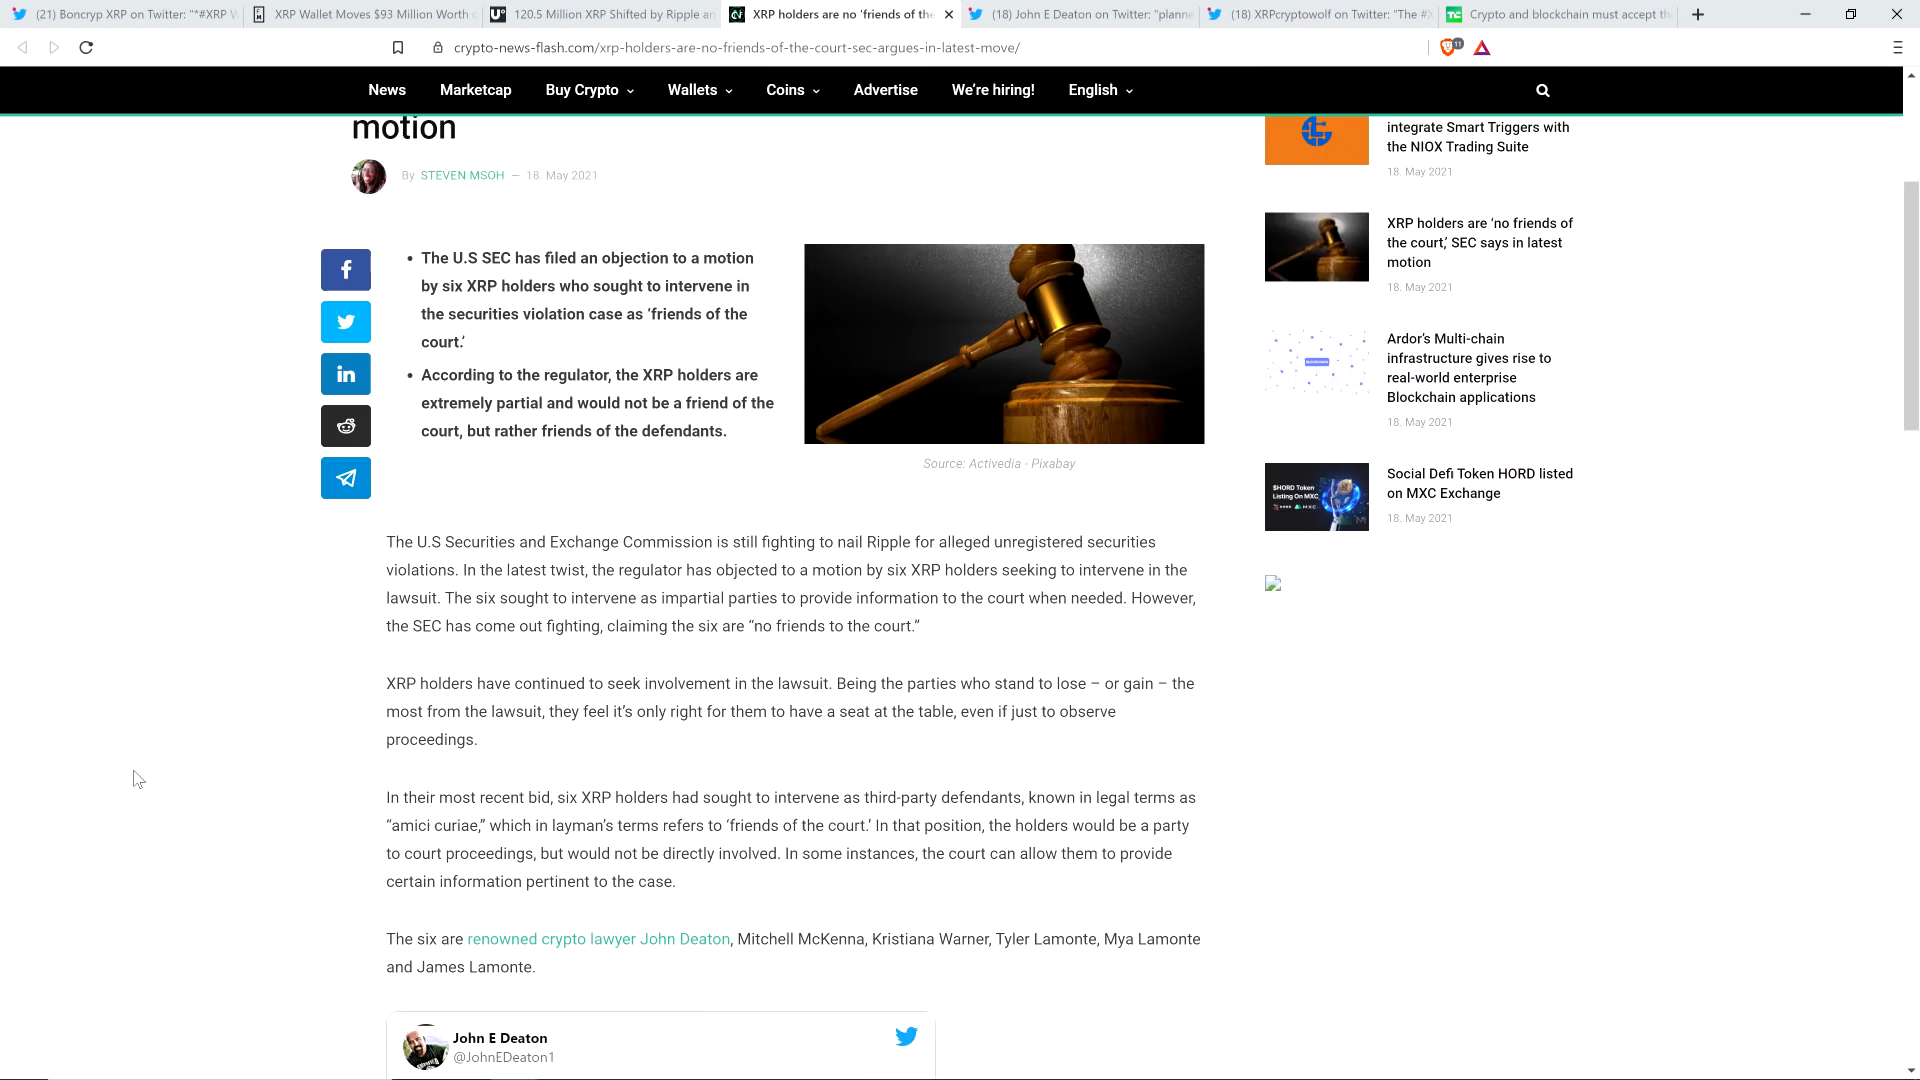 (21) Boncryp XRP on Twitter: "*#XRP W
XRP Wallet Moves $93 Million Worth o
120.5 Million XRP Shifted by Ripple an
XRP holders are no 'friends of the
(18) John E Deaton on Twitter: "planne
(18) XRPcryptowolf on Twitter: "The #X
Crypto and blockchain must accept th
crypto-news-flash.com/xrp-holders-are-no-friends-of-the-court-sec-argues-in-latest-move/
11
News Marketcap Buy Crypto Wallets Coins Advertise We're hiring! English
motion
By STEVEN MSOH — 18. May 2021
• The U.S SEC has filed an objection to a motion
by six XRP holders who sought to intervene in
the securities violation case as ‘friends of the
court.’
• According to the regulator, the XRP holders are
extremely partial and would not be a friend of the
court, but rather friends of the defendants.
Source: Activedia - Pixabay
The U.S Securities and Exchange Commission is still fighting to nail Ripple for alleged unregistered securities
violations. In the latest twist, the regulator has objected to a motion by six XRP holders seeking to intervene in the
lawsuit. The six sought to intervene as impartial parties to provide information to the court when needed. However,
the SEC has come out fighting, claiming the six are “no friends to the court.”
XRP holders have continued to seek involvement in the lawsuit. Being the parties who stand to lose – or gain – the
most from the lawsuit, they feel it’s only right for them to have a seat at the table, even if just to observe
proceedings.
In their most recent bid, six XRP holders had sought to intervene as third-party defendants, known in legal terms as
“amici curiae,” which in layman’s terms refers to ‘friends of the court.’ In that position, the holders would be a party
to court proceedings, but would not be directly involved. In some instances, the court can allow them to provide
certain information pertinent to the case.
The six are renowned crypto lawyer John Deaton, Mitchell McKenna, Kristiana Warner, Tyler Lamonte, Mya Lamonte
and James Lamonte.
John E Deaton
@JohnEDeaton1
integrate Smart Triggers with
the NIOX Trading Suite
18. May 2021
XRP holders are ‘no friends of
the court,’ SEC says in latest
motion
18. May 2021
Ardor’s Multi-chain
infrastructure gives rise to
real-world enterprise
Blockchain applications
18. May 2021
$HORD Token
Listing On MXC
Social Defi Token HORD listed
on MXC Exchange
18. May 2021